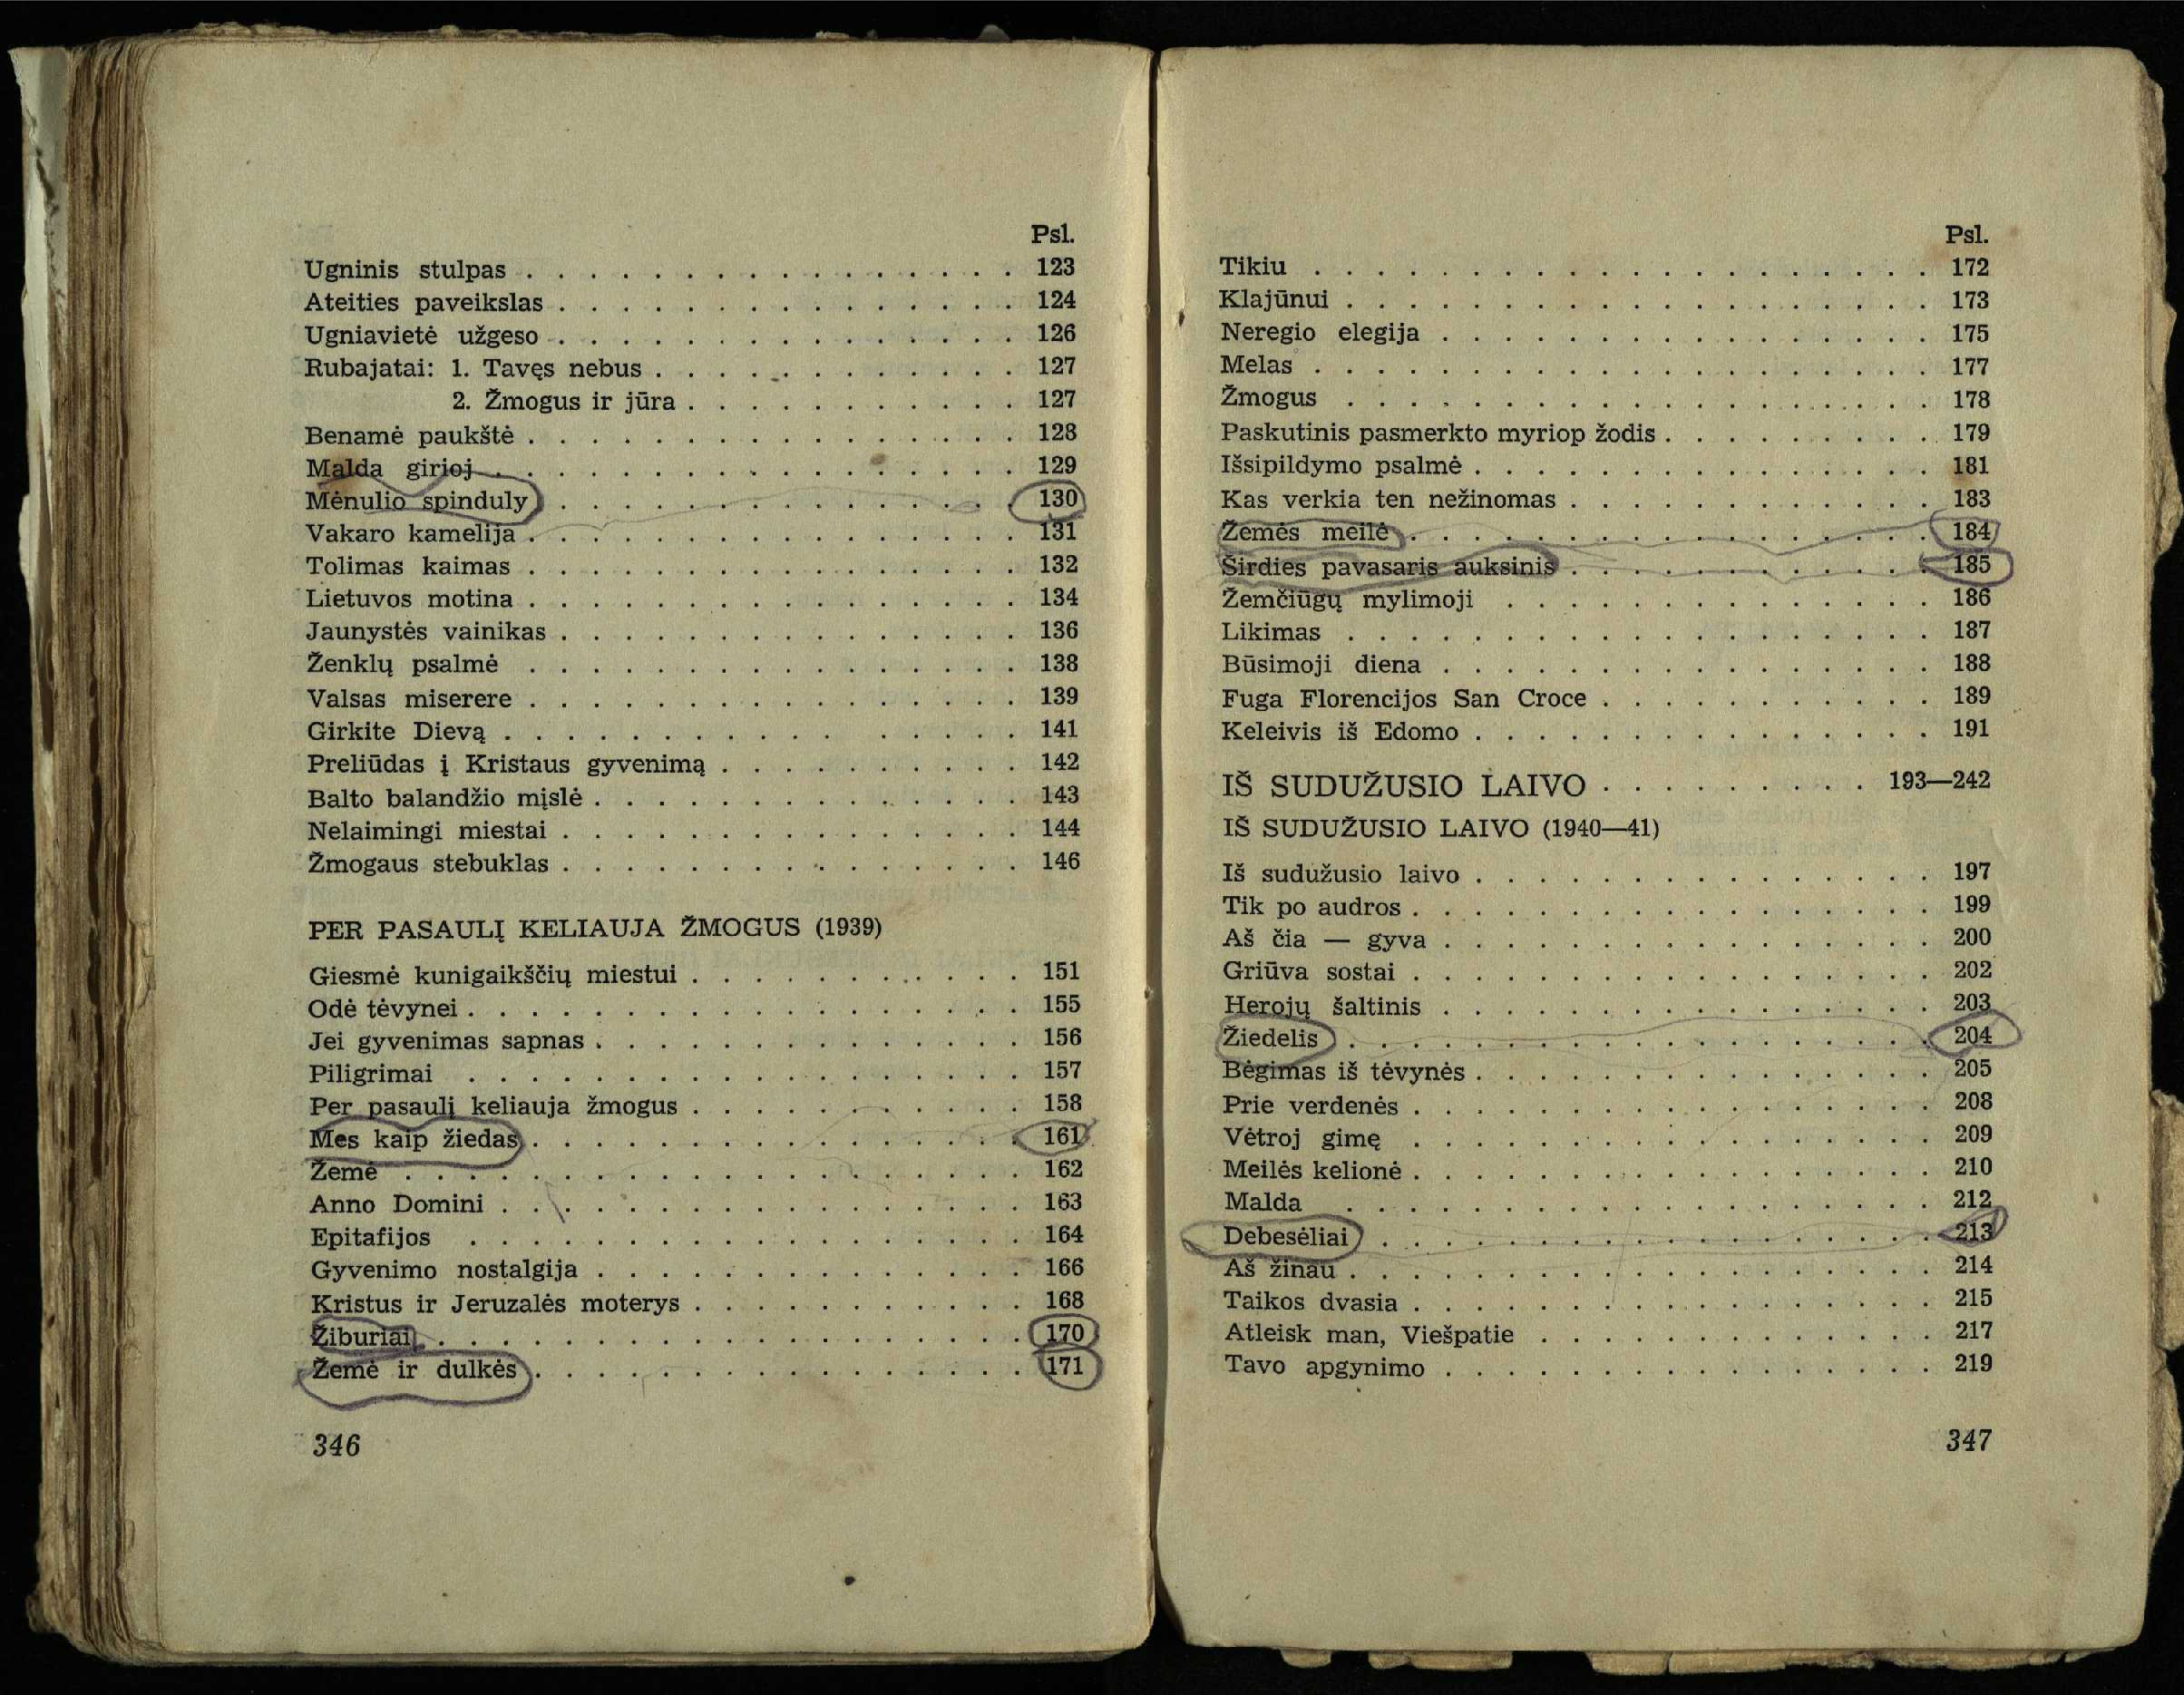 Psl.
Ugninis stulpas . . . . . . . . . . . . . . . . 123
Ateities paveikslas . . . . . . . . . . . . . . . 124
Ugniavietė užgeso . . . . . . . . . . . . . . . 126
Rubajatai: 1. Tavęs nebus . . . . . . . . . . . . 127
2. Žmogus ir jūra . . . . . . . . . . . 127
Benamė paukštė . . . . . . . . . . . . . . . . 128
Malda girioj . . . . . . . . . . . . . . . . . 129
Mėnulio spinduly . . . . . . . . . . . . . . . 130
Vakaro kamelija . . . . . . . . . . . . . . . . 131
Tolimas kaimas . . . . . . . . . . . . . . . . 132
Lietuvos motina . . . . . . . . . . . . . . . . 134
Jaunystės vainikas . . . . . . . . . . . . . . . 136
Ženklų psalmė . . . . . . . . . . . . . . . . 138
Valsas miserere . . . . . . . . . . . . . . . . 139
Girkite Dievą . . . . . . . . . . . . . . . . 141
Preliūdas į Kristaus gyvenimą . . . . . . . . . . 142
Balto balandžio mįslė . . . . . . . . . . . . . . 143
Nelaimingi miestai . . . . . . . . . . . . . . . 144
Žmogaus stebuklas . . . . . . . . . . . . . . . 146
PER PASAULĮ KELIAUJA ŽMOGUS (1939)
Giesmė kunigaikščių miestui . . . . . . . . . . . 151
Odė tėvynei . . . . . . . . . . . . . . . . . . 155
Jei gyvenimas sapnas . . . . . . . . . . . . . . 156
Piligrimai . . . . . . . . . . . . . . . . . . 157
Per pasaulį keliauja žmogus . . . . . . . . . . . 158
Mes kaip žiedas . . . . . . . . . . . . . . . . 161
Žemė . . . . . . . . . . . . . . . . . . . . 162
Anno Domini . . . . . . . . . . . . . . . . . 163
Epitafijos . . . . . . . . . . . . . . . . . . 164
Gyvenimo nostalgija . . . . . . . . . . . . . . 166
Kristus ir Jeruzalės moterys . . . . . . . . . . . 168
Žiburiai . . . . . . . . . . . . . . . . . . . 170
Žemė ir dulkės . . . . . . . . . . . . . . . . 171
346
Psl.
Tikiu . . . . . . . . . . . . . . . . . . . . 172
Klajūnui . . . . . . . . . . . . . . . . . . . 173
Neregio elegija . . . . . . . . . . . . . . . . 175
Melas . . . . . . . . . . . . . . . . . . . . 177
Žmogus . . . . . . . . . . . . . . . . . . . 178
Paskutinis pasmerkto myriop žodis . . . . . . . . . 179
Išsipildymo psalmė . . . . . . . . . . . . . . . 181
Kas verkia ten nežinomas . . . . . . . . . . . . 183
Žemės meilė . . . . . . . . . . . . . . . . . 184
Širdies pavasaris auksinis . . . . . . . . . . . . 185
Žemčiūgų mylimoji . . . . . . . . . . . . . . 186
Likimas . . . . . . . . . . . . . . . . . . . 187
Būsimoji diena . . . . . . . . . . . . . . . . 188
Fuga Florencijos San Croce . . . . . . . . . . . 189
Keleivis iš Edomo . . . . . . . . . . . . . . . 191
IŠ SUDUŽUSIO LAIVO . . . . . . . . . 193—242
IŠ SUDUŽUSIO LAIVO (1940—41)
Iš sudužusio laivo . . . . . . . . . . . . . . . 197
Tik po audros . . . . . . . . . . . . . . . . . 199
Aš čia — gyva . . . . . . . . . . . . . . . . 200
Griūva sostai . . . . . . . . . . . . . . . . . 202
Herojų šaltinis . . . . . . . . . . . . . . . . 203
Žiedelis . . . . . . . . . . . . . . . . . . . 204
Bėgimas iš tėvynės . . . . . . . . . . . . . . . 205
Prie verdenės . . . . . . . . . . . . . . . . . 208
Vėtroj gimę . . . . . . . . . . . . . . . . . 209
Meilės kelionė . . . . . . . . . . . . . . . . . 210
Malda . . . . . . . . . . . . . . . . . . . 212
Debesėliai . . . . . . . . . . . . . . . . . . 213
Aš žinau . . . . . . . . . . . . . . . . . . . 214
Taikos dvasia . . . . . . . . . . . . . . . . . 215
Atleisk man, Viešpatie . . . . . . . . . . . . . 217
Tavo apgynimo . . . . . . . . . . . . . . . . 219
347